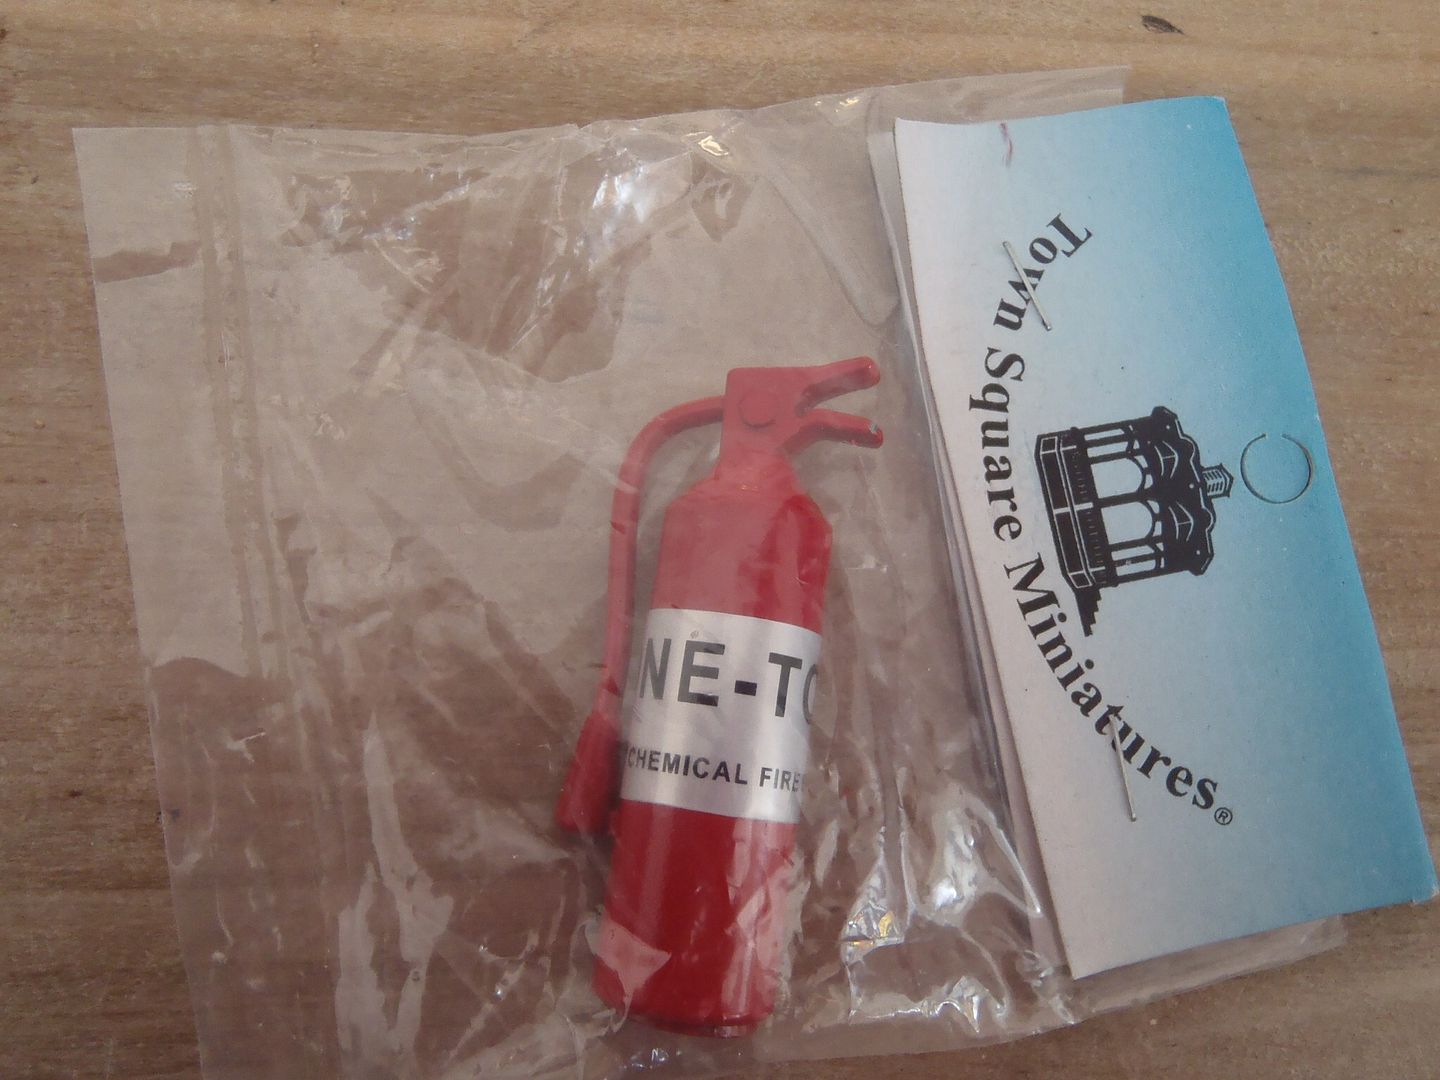 Town Square Miniatures®
NE-TO
CHEMICAL FIRE